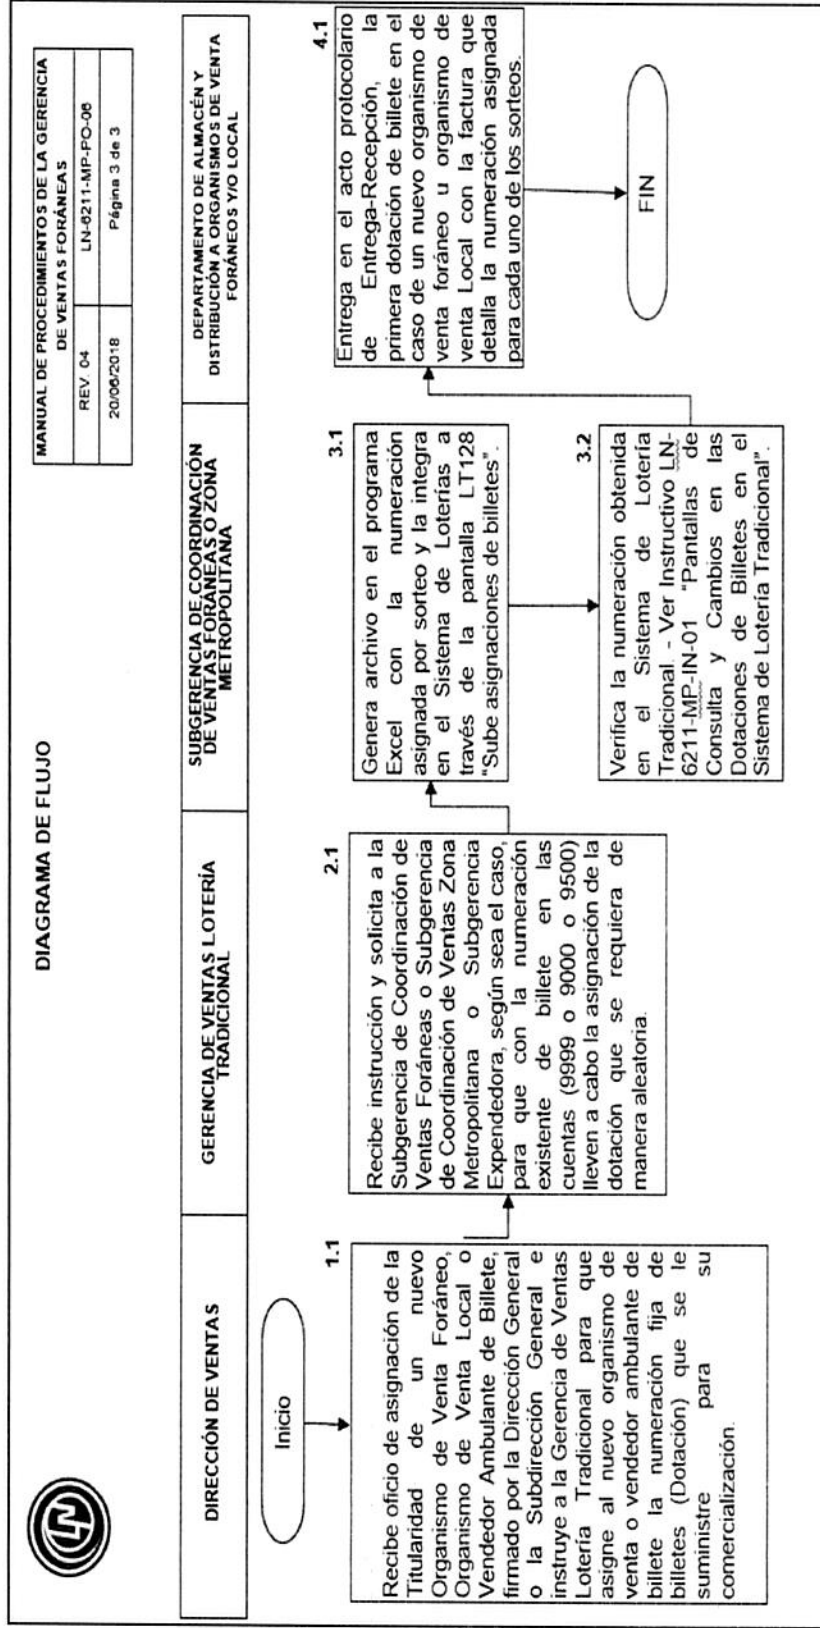 LN
DIAGRAMA DE FLUJO
MANUAL DE PROCEDIMIENTOS DE LA GERENCIA
DE VENTAS FORÁNEAS
REV. 04
LN-6211-MP-PO-06
20/06/2018
Página 3 de 3
DIRECCIÓN DE VENTAS
GERENCIA DE VENTAS LOTERÍA
TRADICIONAL
SUBGERENCIA DE COORDINACIÓN
DE VENTAS FORÁNEAS O ZONA
METROPOLITANA
DEPARTAMENTO DE ALMACÉN Y
DISTRIBUCIÓN A ORGANISMOS DE VENTA
FORÁNEOS Y/O LOCAL
Inicio
1.1
Recibe oficio de asignación de la
Titularidad de un nuevo
Organismo de Venta Foráneo,
Organismo de Venta Local o
Vendedor Ambulante de Billete,
firmado por la Dirección General
o la Subdirección General e
instruye a la Gerencia de Ventas
Lotería Tradicional para que
asigne al nuevo organismo de
venta o vendedor ambulante de
billete la numeración fija de
billetes (Dotación) que se le
suministre para su
comercialización.
2.1
Recibe instrucción y solicita a la
Subgerencia de Coordinación de
Ventas Foráneas o Subgerencia
de Coordinación de Ventas Zona
Metropolitana o Subgerencia
Expendedora, según sea el caso,
para que con la numeración
existente de billete en las
cuentas (9999 o 9000 o 9500)
lleven a cabo la asignación de la
dotación que se requiera de
manera aleatoria.
3.1
Genera archivo en el programa
Excel con la numeración
asignada por sorteo y la integra
en el Sistema de Loterías a
través de la pantalla LT128
“Sube asignaciones de billetes”.
3.2
Verifica la numeración obtenida
en el Sistema de Lotería
Tradicional. - Ver Instructivo LN-
6211-MP-IN-01 “Pantallas de
Consulta y Cambios en las
Dotaciones de Billetes en el
Sistema de Lotería Tradicional”.
4.1
Entrega en el acto protocolario
de Entrega-Recepción, la
primera dotación de billete en el
caso de un nuevo organismo de
venta foráneo u organismo de
venta Local con la factura que
detalla la numeración asignada
para cada uno de los sorteos.
FIN